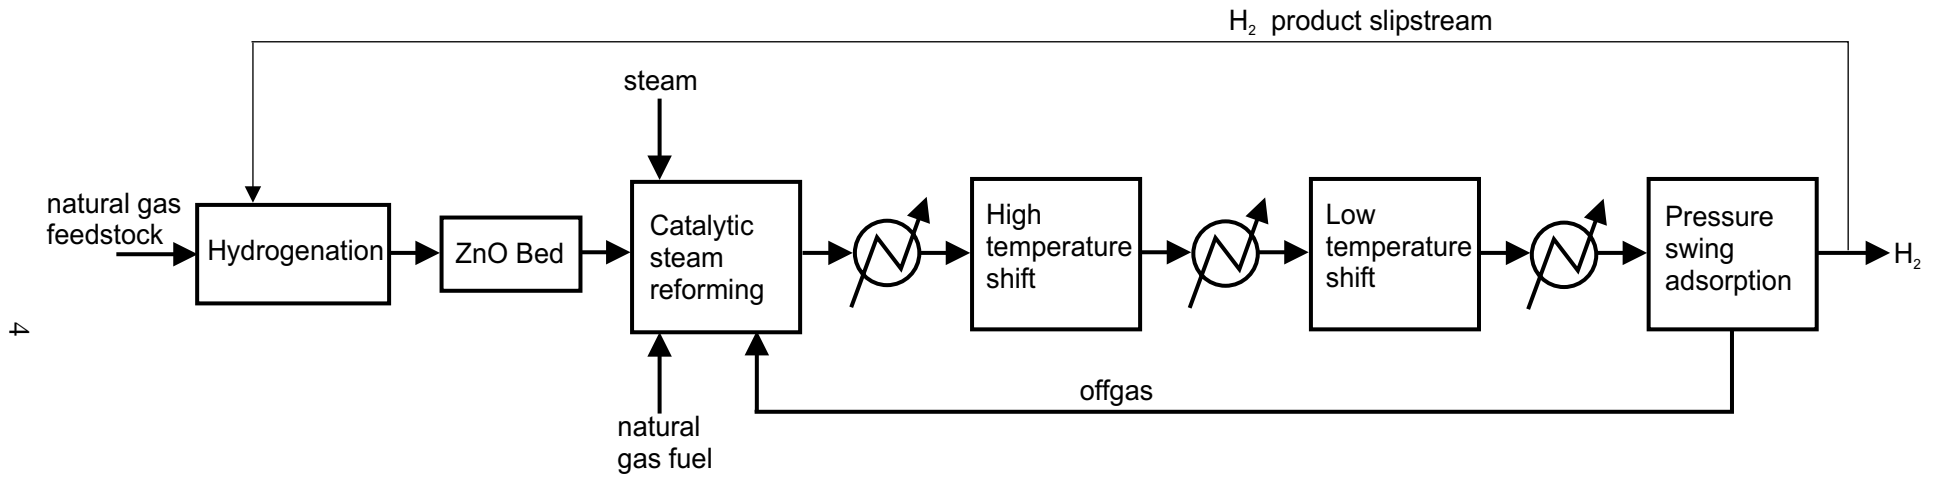 H₂ product slipstream
steam
natural gas
feedstock
Hydrogenation
ZnO Bed
Catalytic
steam
reforming
High
temperature
shift
Low
temperature
shift
Pressure
swing
adsorption
H₂
4
offgas
natural
gas fuel